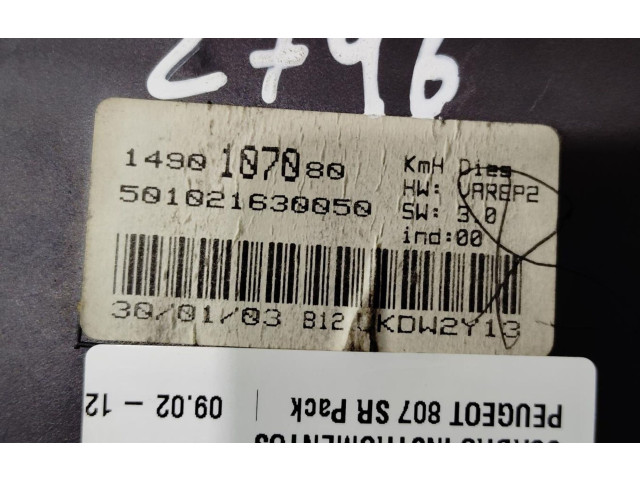 2796
1490 1070 80
501021630050
KmH Dies
HW: VAREP2
SW: 3.0
ind:00
30/01/03 B12 KDW2Y13
INSTRUMENTOS
PEUGEOT 807 SR Pack | 09.02 – 12